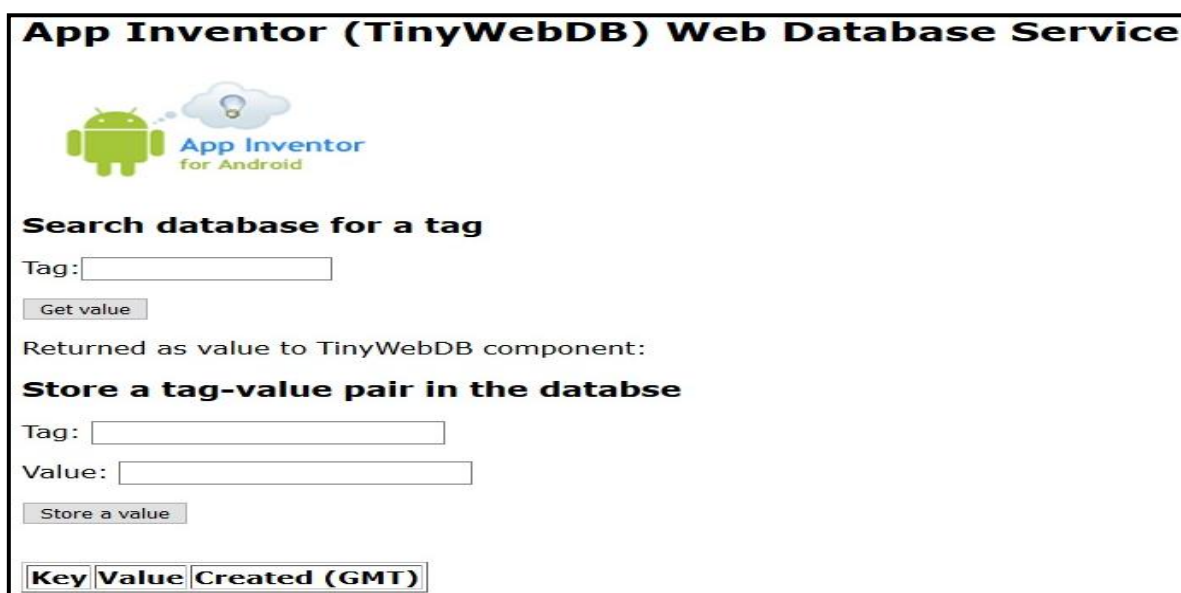 App Inventor (TinyWebDB) Web Database Service
App Inventor
for Android
Search database for a tag
Tag:
Get value
Returned as value to TinyWebDB component:
Store a tag-value pair in the databse
Tag:
Value:
Store a value
Key Value Created (GMT)